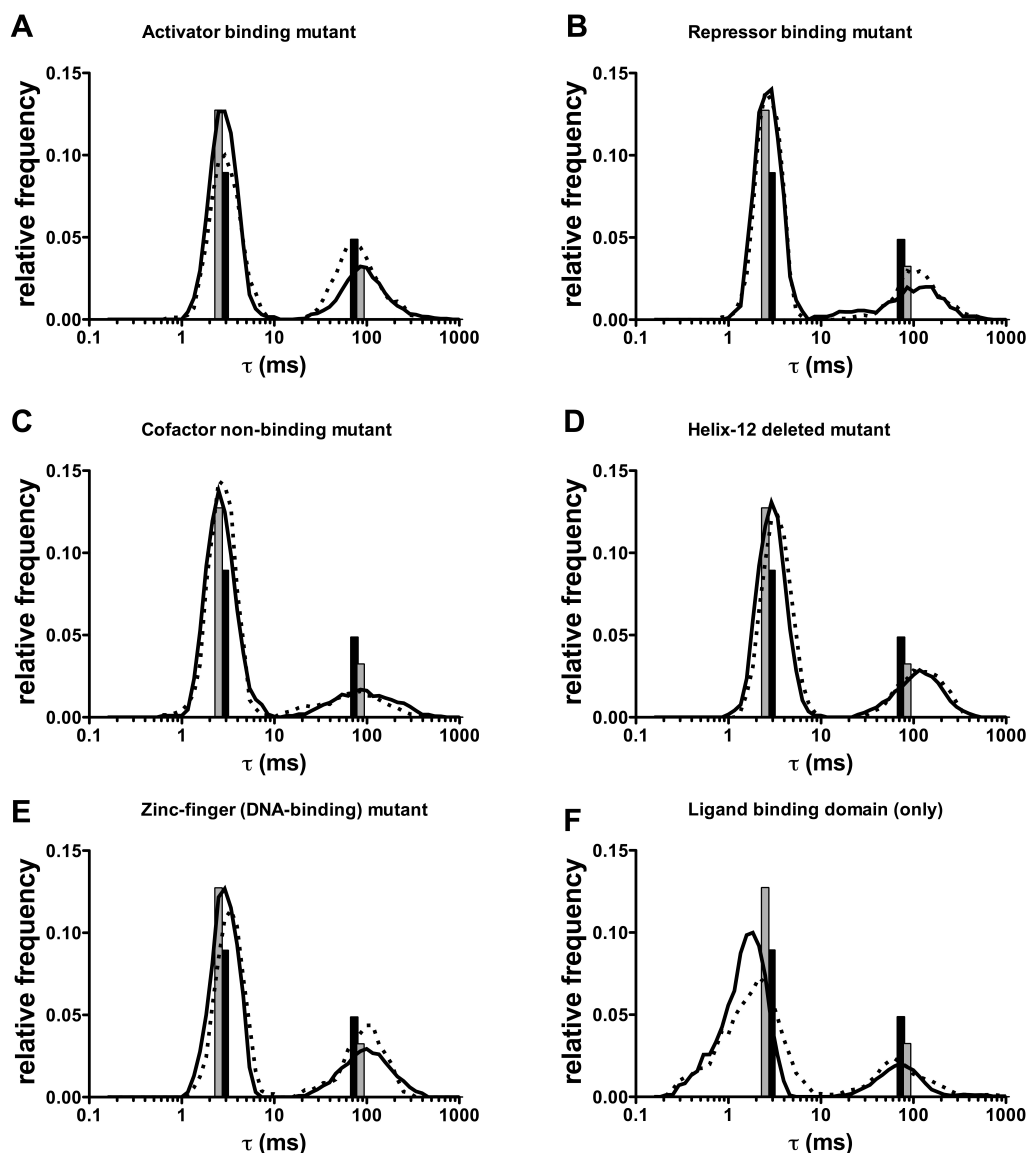 A
Activator binding mutant
relative frequency
0.15
0.10
0.05
0.00
0.1 1 10 100 1000
τ (ms)
B
Repressor binding mutant
relative frequency
0.15
0.10
0.05
0.00
0.1 1 10 100 1000
τ (ms)
C
Cofactor non-binding mutant
relative frequency
0.15
0.10
0.05
0.00
0.1 1 10 100 1000
τ (ms)
D
Helix-12 deleted mutant
relative frequency
0.15
0.10
0.05
0.00
0.1 1 10 100 1000
τ (ms)
E
Zinc-finger (DNA-binding) mutant
relative frequency
0.15
0.10
0.05
0.00
0.1 1 10 100 1000
τ (ms)
F
Ligand binding domain (only)
relative frequency
0.15
0.10
0.05
0.00
0.1 1 10 100 1000
τ (ms)